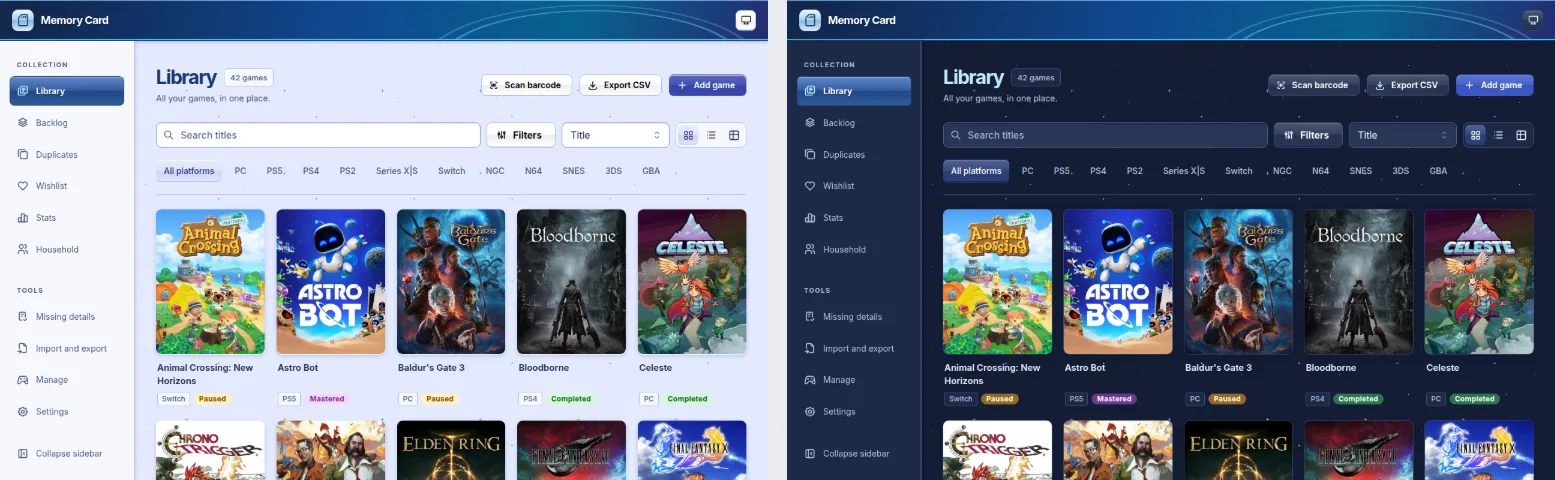 Memory Card
COLLECTION
Library
Backlog
Duplicates
Wishlist
Stats
Household
TOOLS
Missing details
Import and export
Manage
Settings
Collapse sidebar
Library
42 games
All your games, in one place.
Scan barcode
Export CSV
Add game
Search titles
Filters
Title
All platforms PC PS5 PS4 PS2 Series X|S Switch NGC N64 SNES 3DS GBA
Animal Crossing
ASTRO BOT
Baldur's Gate
Bloodborne
CELESTE
Animal Crossing: New Horizons
Switch Paused
Astro Bot
PS5 Mastered
Baldur's Gate 3
PC Paused
Bloodborne
PS4 Completed
Celeste
PC Completed
CHRONO TRIGGER
ELDEN RING
FINAL FANTASY X
Memory Card
COLLECTION
Library
Backlog
Duplicates
Wishlist
Stats
Household
TOOLS
Missing details
Import and export
Manage
Settings
Collapse sidebar
Library
42 games
All your games, in one place.
Scan barcode
Export CSV
Add game
Search titles
Filters
Title
All platforms PC PS5 PS4 PS2 Series X|S Switch NGC N64 SNES 3DS GBA
Animal Crossing
ASTRO BOT
Baldur's Gate
Bloodborne
CELESTE
Animal Crossing: New Horizons
Switch Paused
Astro Bot
PS5 Mastered
Baldur's Gate 3
PC Paused
Bloodborne
PS4 Completed
Celeste
PC Completed
CHRONO TRIGGER
ELDEN RING
FINAL FANTASY X